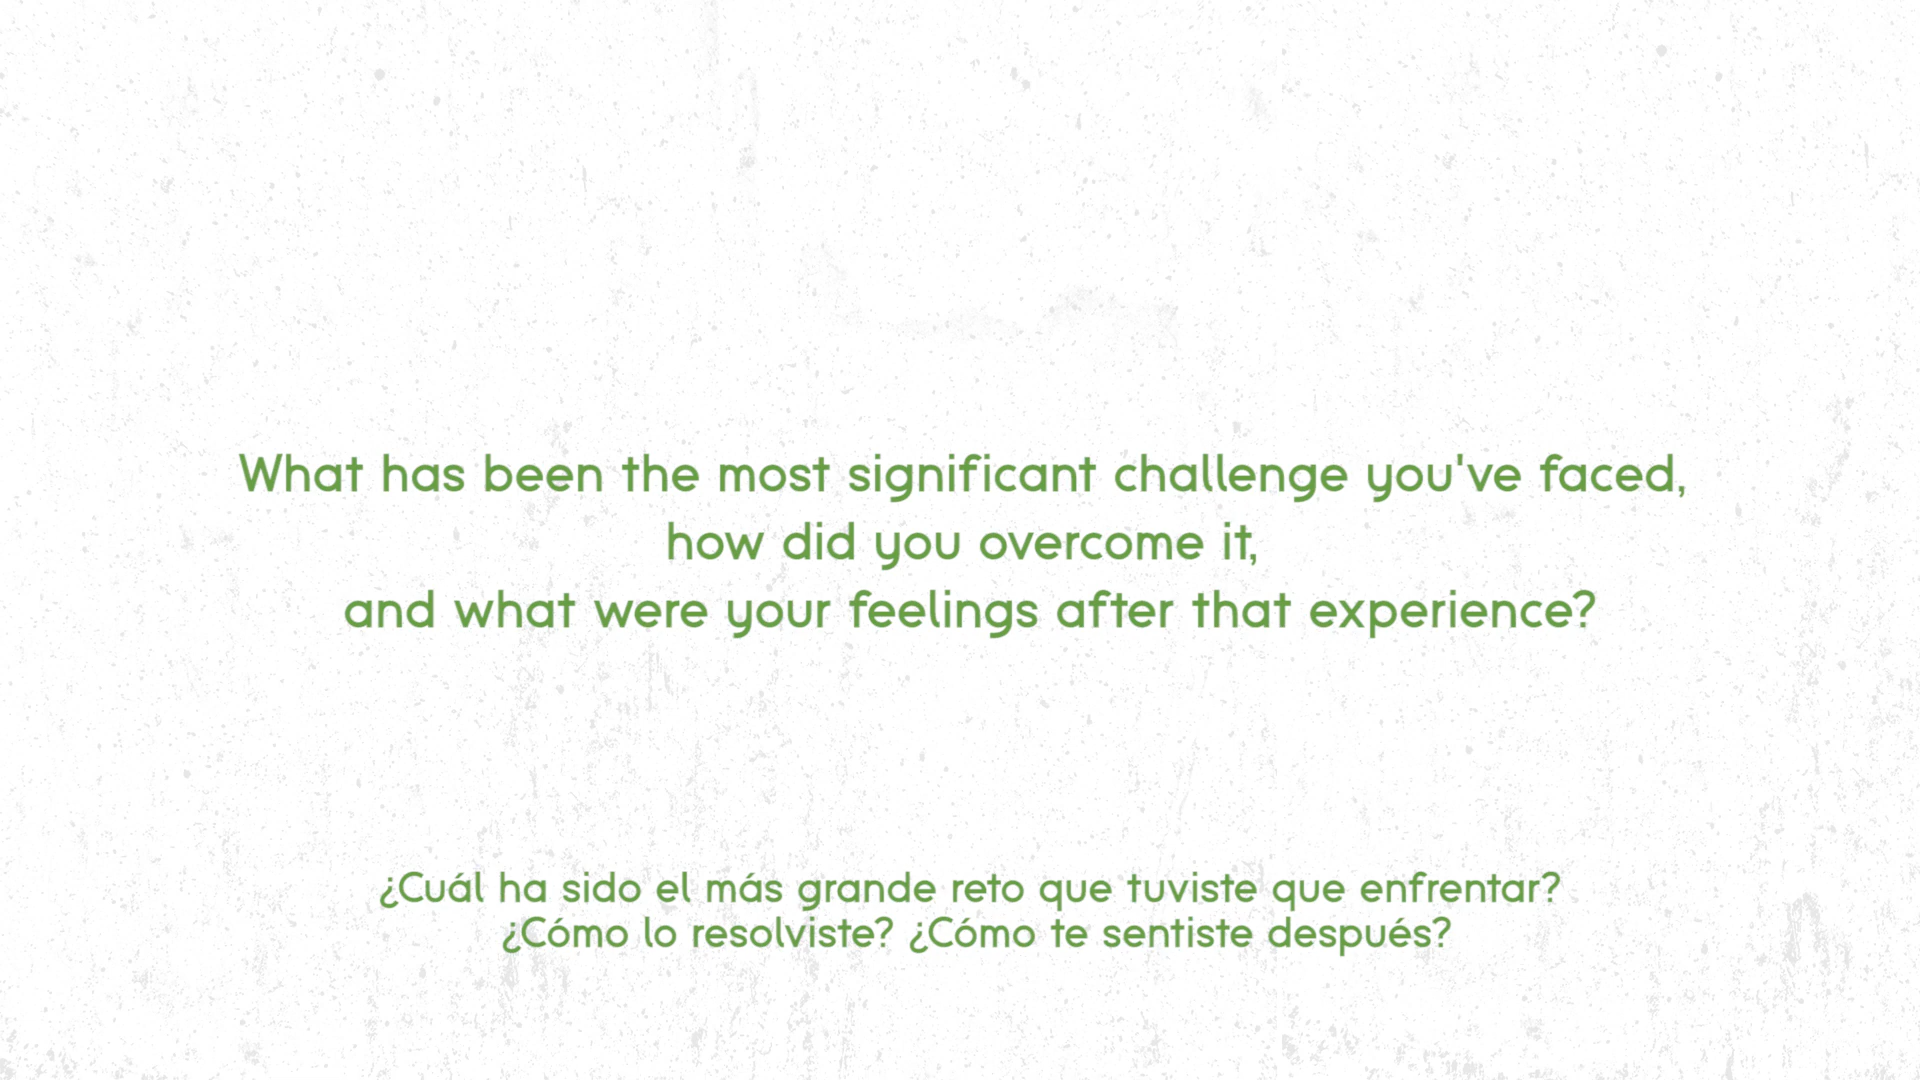 What has been the most significant challenge you've faced,
how did you overcome it,
and what were your feelings after that experience?
¿Cuál ha sido el más grande reto que tuviste que enfrentar?
¿Cómo lo resolviste? ¿Cómo te sentiste después?